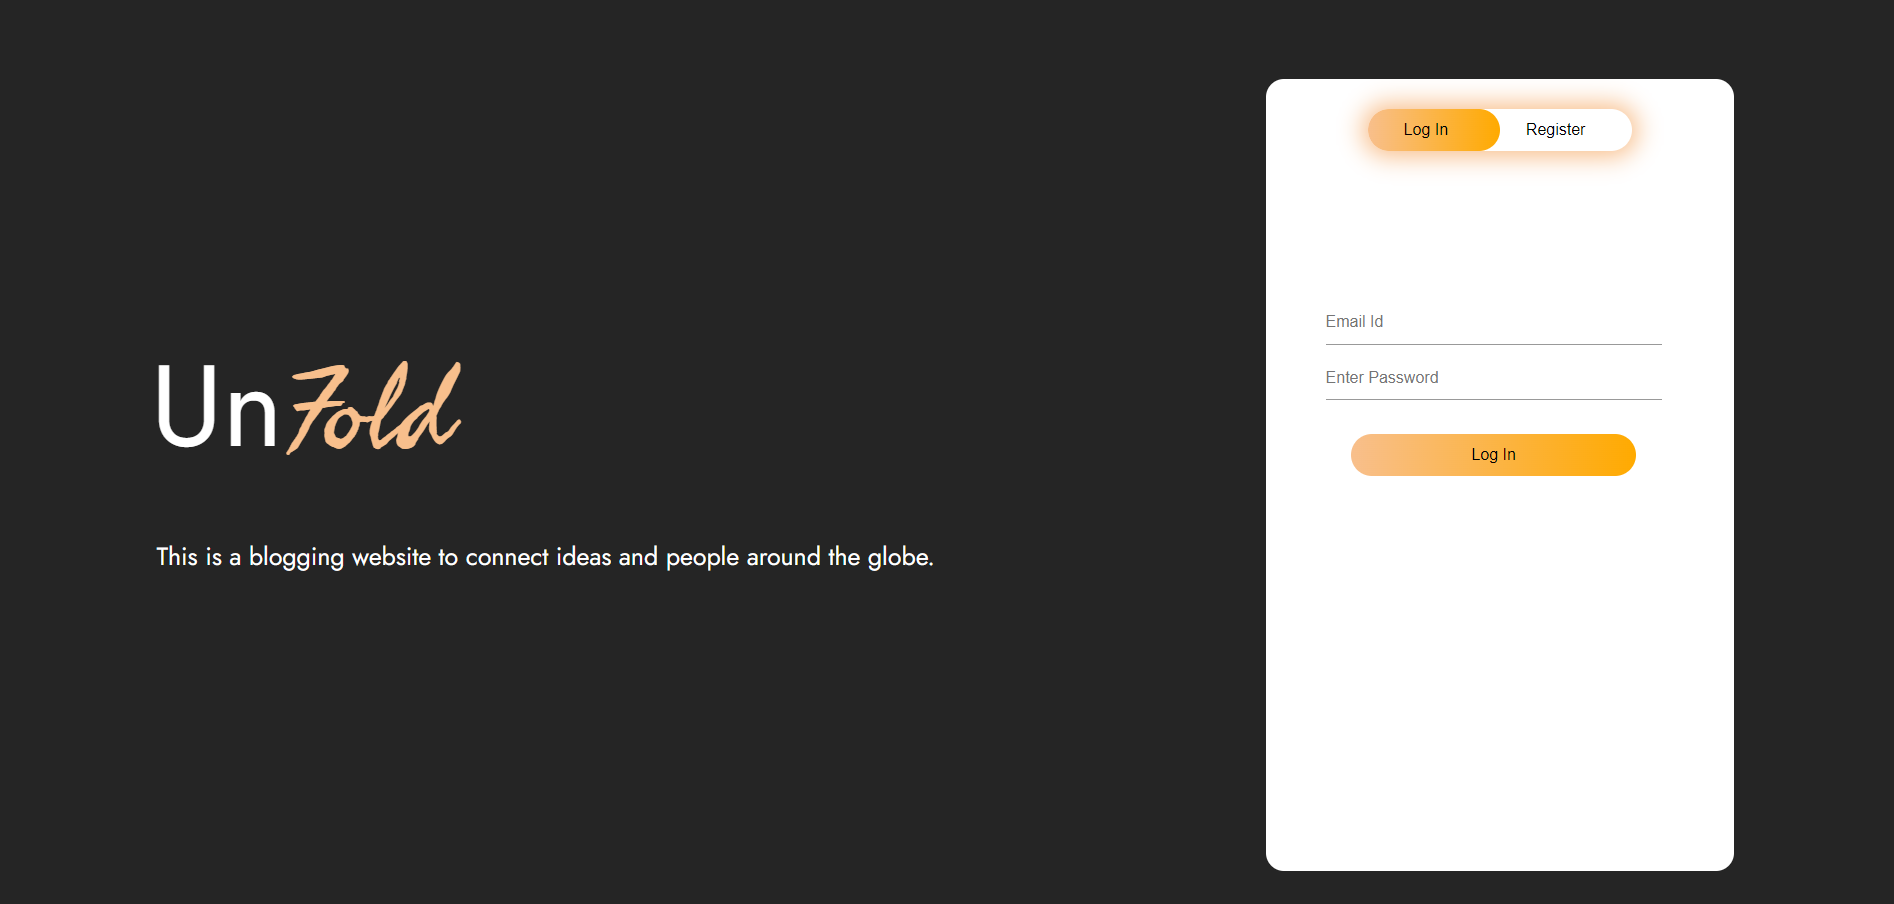 UnFold
This is a blogging website to connect ideas and people around the globe.
Log In Register
Email Id
Enter Password
Log In